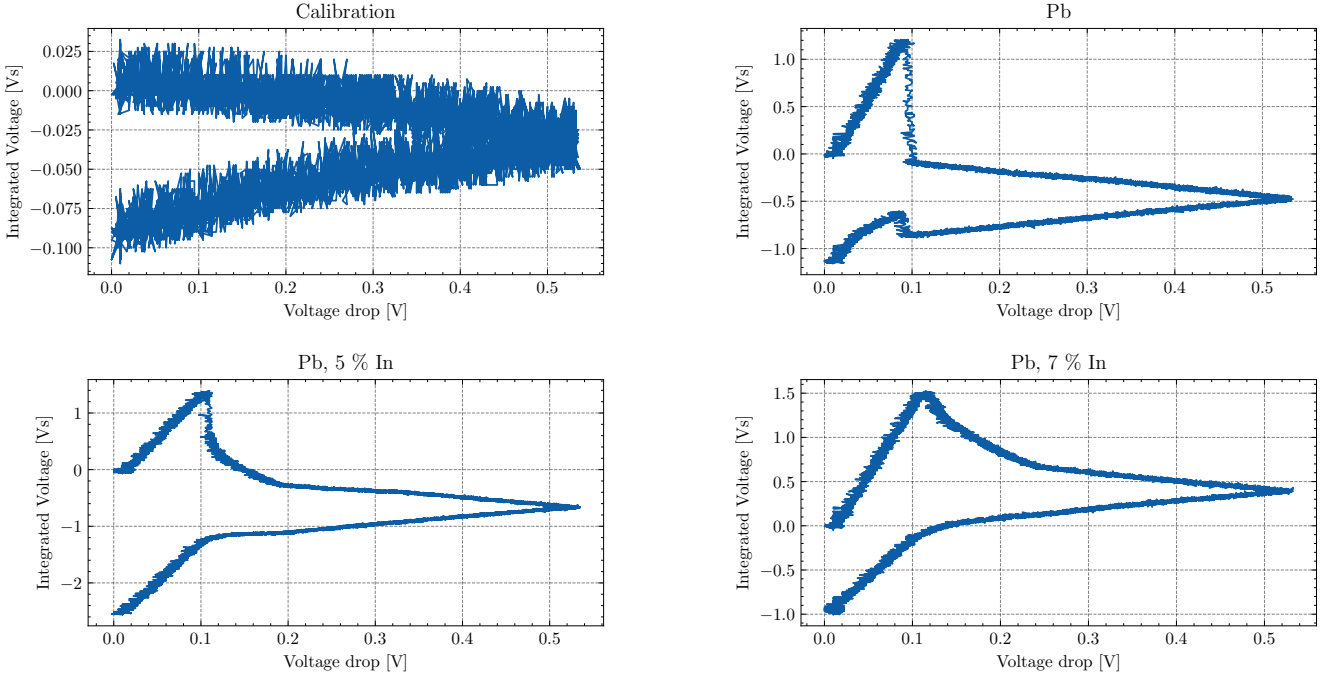 Calibration
0.025
0.000
−0.025
−0.050
−0.075
−0.100
Integrated Voltage [Vs]
0.0 0.1 0.2 0.3 0.4 0.5
Voltage drop [V]
Pb
1.0
0.5
0.0
−0.5
−1.0
Integrated Voltage [Vs]
0.0 0.1 0.2 0.3 0.4 0.5
Voltage drop [V]
Pb, 5 % In
1
0
−1
−2
Integrated Voltage [Vs]
0.0 0.1 0.2 0.3 0.4 0.5
Voltage drop [V]
Pb, 7 % In
1.5
1.0
0.5
0.0
−0.5
−1.0
Integrated Voltage [Vs]
0.0 0.1 0.2 0.3 0.4 0.5
Voltage drop [V]